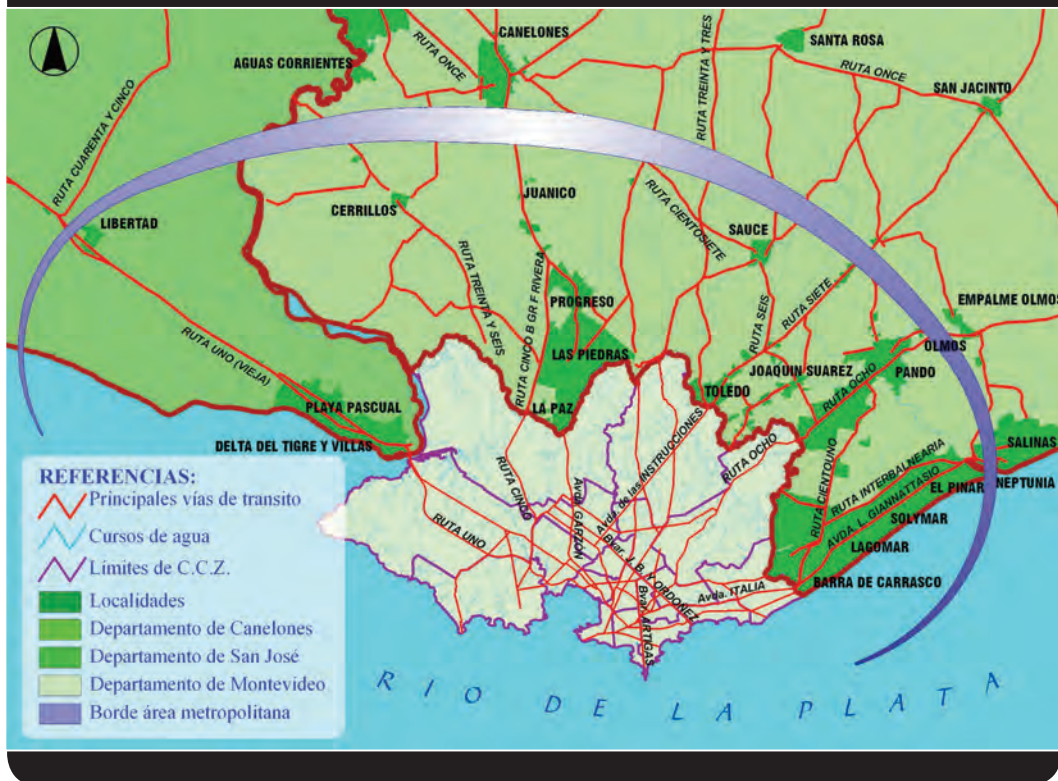 CANELONES
SANTA ROSA
RUTA ONCE
RUTA TREINTA Y TRES
AGUAS CORRIENTES
RUTA ONCE
SAN JACINTO
RUTA CUARENTA Y CINCO
LIBERTAD
CERRILLOS
JUANICO
RUTA CIENTOSIETE
SAUCE
RUTA TREINTA Y SEIS
RUTA CINCO B GR F RIVERA
PROGRESO
RUTA SEIS
RUTA SIETE
EMPALME OLMOS
OLMOS
RUTA UNO (VIEJA)
LAS PIEDRAS
JOAQUIN SUAREZ
PANDO
TOLEDO
RUTA OCHO
PLAYA PASCUAL
LA PAZ
DELTA DEL TIGRE Y VILLAS
RUTA CINCO
Avda. GARZON
Avda. de las INSTRUCCIONES
RUTA OCHO
RUTA CIENTOUNO
RUTA INTERBALNEARIA
AVDA. L. GIANNATTASIO
SALINAS
NEPTUNIA
EL PINAR
SOLYMAR
LAGOMAR
BARRA DE CARRASCO
RUTA UNO
Bvar. J. B. Y ORDOÑEZ
Avda. ITALIA
Bvar. ARTIGAS
REFERENCIAS:
Principales vías de transito
Cursos de agua
Límites de C.C.Z.
Localidades
Departamento de Canelones
Departamento de San José
Departamento de Montevideo
Borde área metropolitana
RIO DE LA PLATA